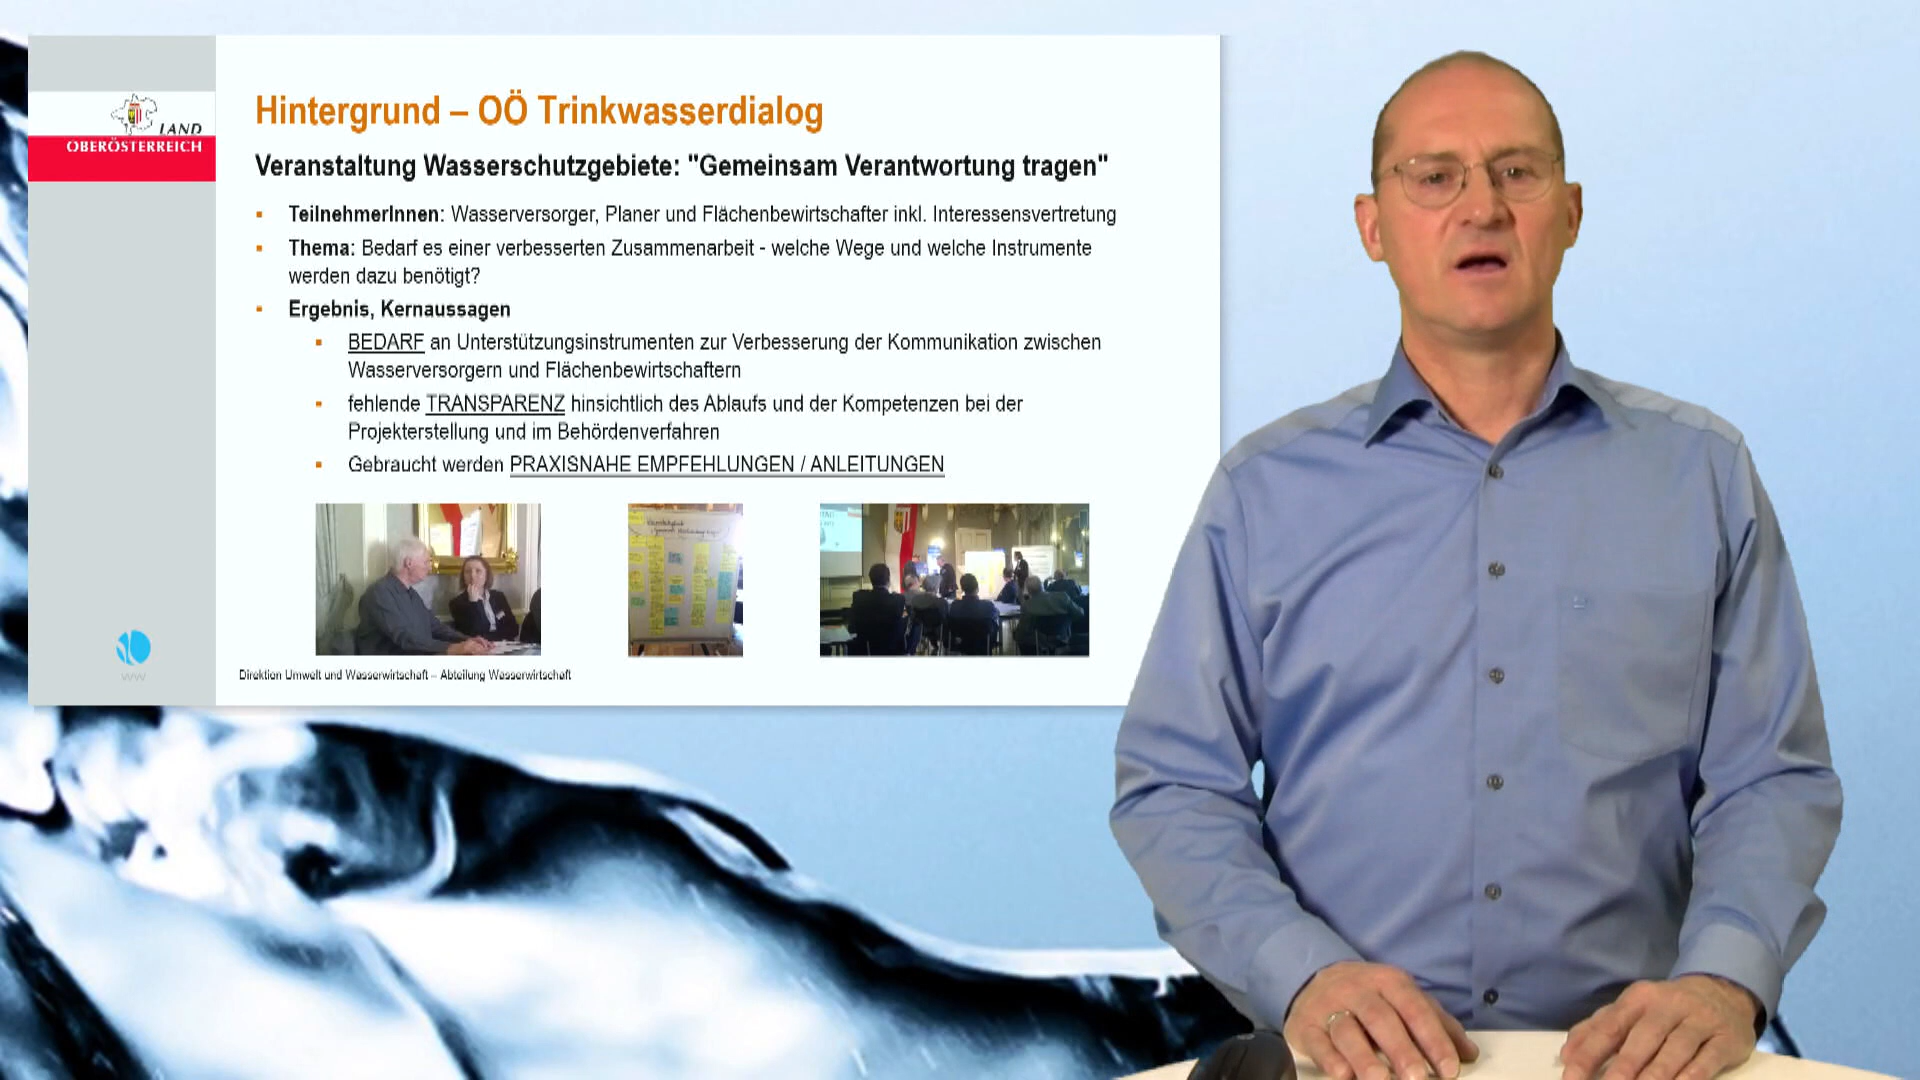 LAND
OBERÖSTERREICH
Hintergrund – OÖ Trinkwasserdialog
Veranstaltung Wasserschutzgebiete: "Gemeinsam Verantwortung tragen"
▪ TeilnehmerInnen: Wasserversorger, Planer und Flächenbewirtschafter inkl. Interessensvertretung
▪ Thema: Bedarf es einer verbesserten Zusammenarbeit - welche Wege und welche Instrumente
werden dazu benötigt?
▪ Ergebnis, Kernaussagen
▪ BEDARF an Unterstützungsinstrumenten zur Verbesserung der Kommunikation zwischen
Wasserversorgern und Flächenbewirtschaftern
▪ fehlende TRANSPARENZ hinsichtlich des Ablaufs und der Kompetenzen bei der
Projekterstellung und im Behördenverfahren
▪ Gebraucht werden PRAXISNAHE EMPFEHLUNGEN / ANLEITUNGEN
WW
Direktion Umwelt und Wasserwirtschaft – Abteilung Wasserwirtschaft